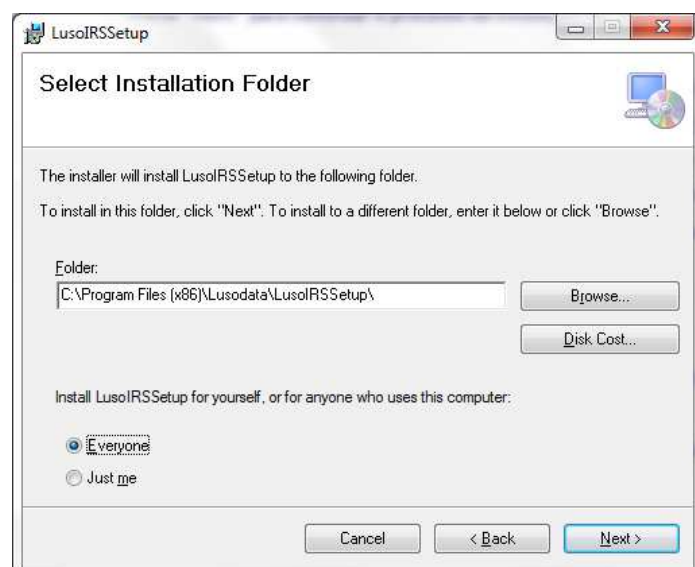 LusoIRSSetup
Select Installation Folder
The installer will install LusoIRSSetup to the following folder.
To install in this folder, click "Next". To install to a different folder, enter it below or click "Browse".
Folder:
C:\Program Files (x86)\Lusodata\LusoIRSSetup\
Browse...
Disk Cost...
Install LusoIRSSetup for yourself, or for anyone who uses this computer:
Everyone
Just me
Cancel
< Back
Next >